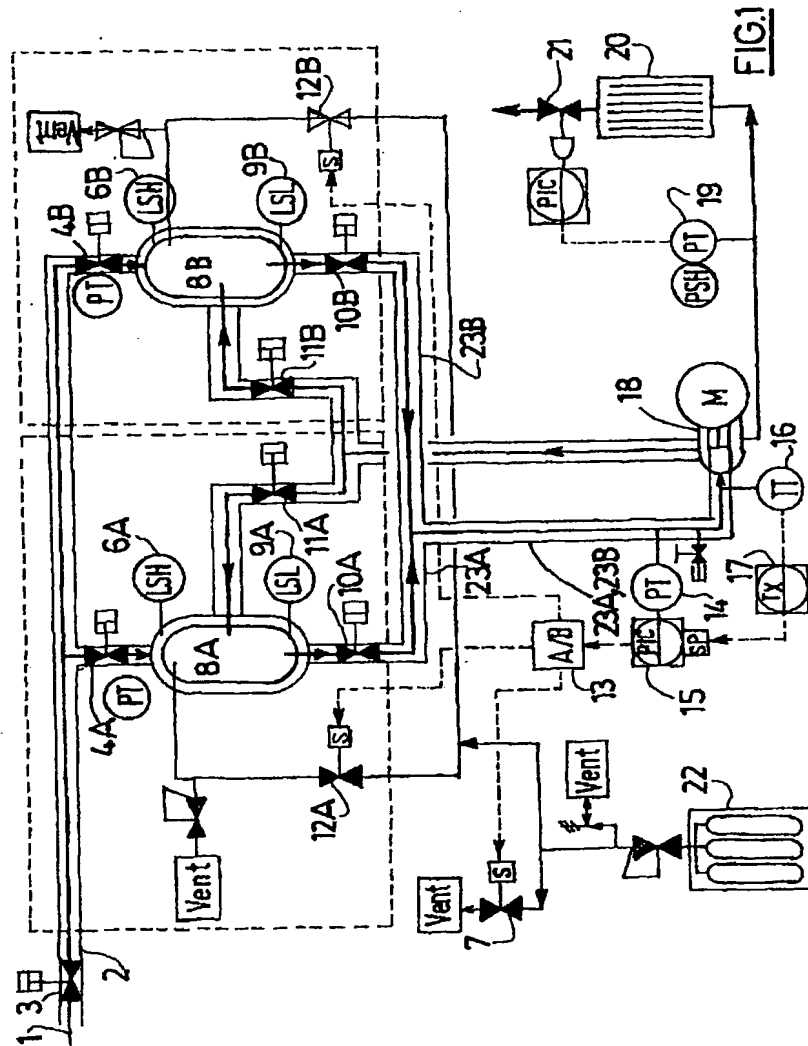 1
3
2
4A
PT
6A
LSH
8A
9A
LSL
10A
11A
12A
S
Vent
4B
PT
6B
LSH
Vent
8B
9B
LSL
10B
11B
12B
S
23A
23B
23A,23B
A/B
13
7
S
Vent
Vent
22
PIC
SP
15
PT
14
TX
17
TT
16
18
M
PSH
PT
19
PIC
21
20
FIG.1